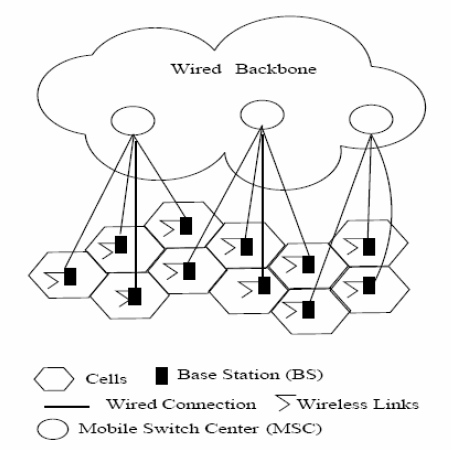 Wired Backbone
Cells
Base Station (BS)
Wired Connection
Wireless Links
Mobile Switch Center (MSC)